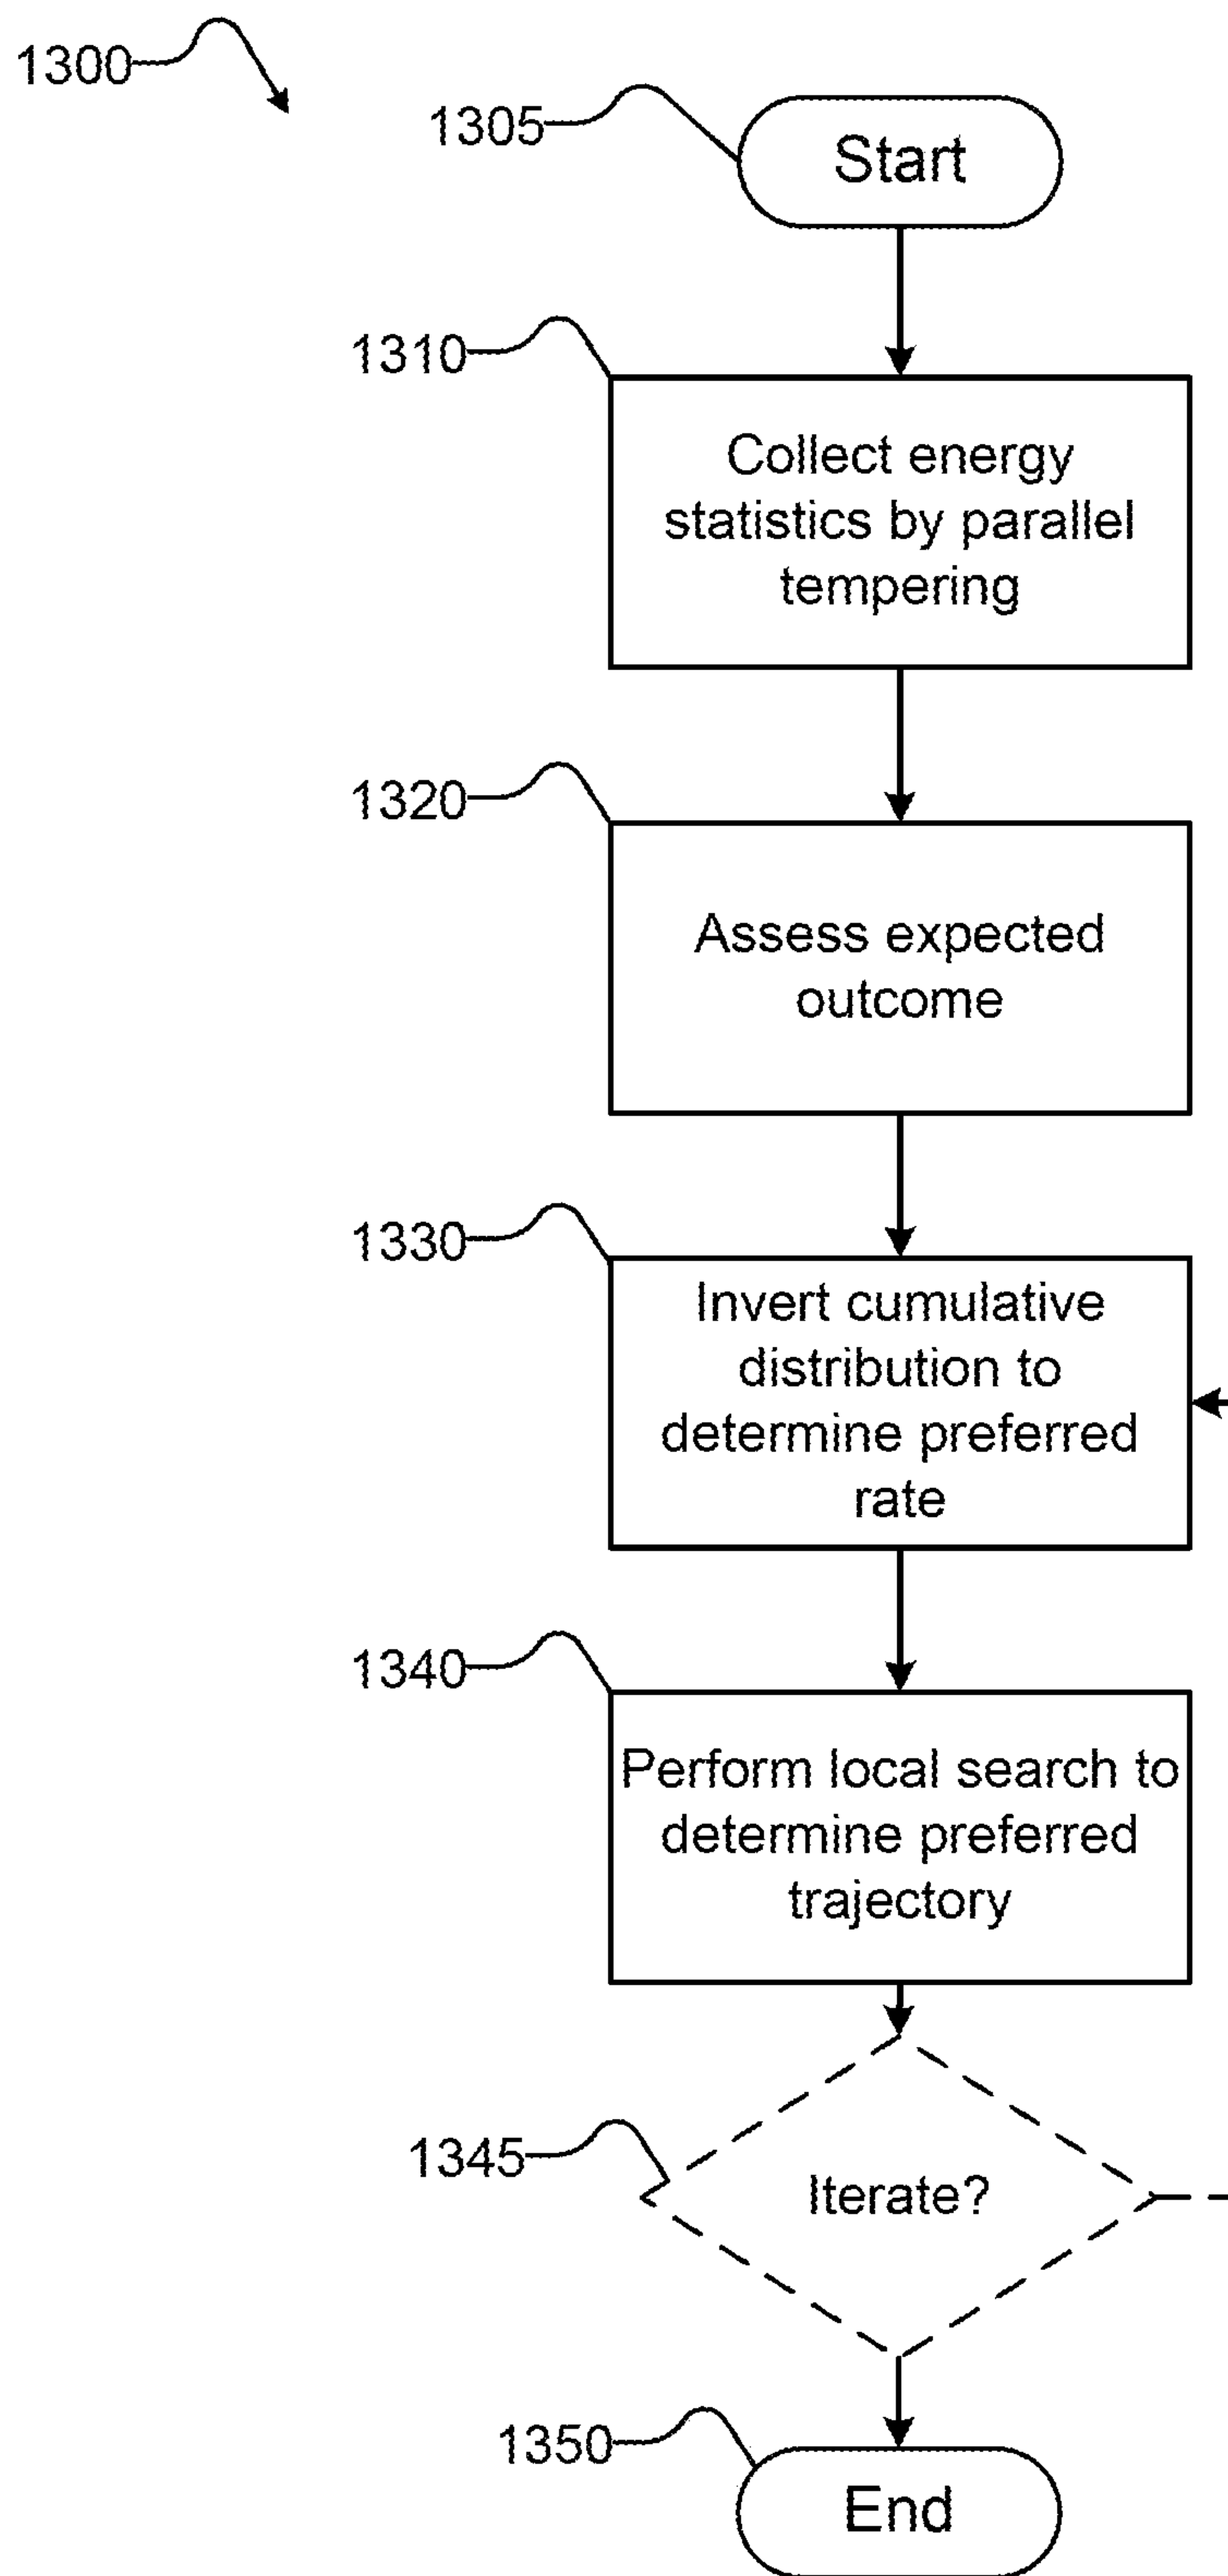 1300
1305
Start
1310
Collect energy
statistics by parallel
tempering
1320
Assess expected
outcome
1330
Invert cumulative
distribution to
determine preferred
rate
1340
Perform local search to
determine preferred
trajectory
1345
Iterate?
1350
End